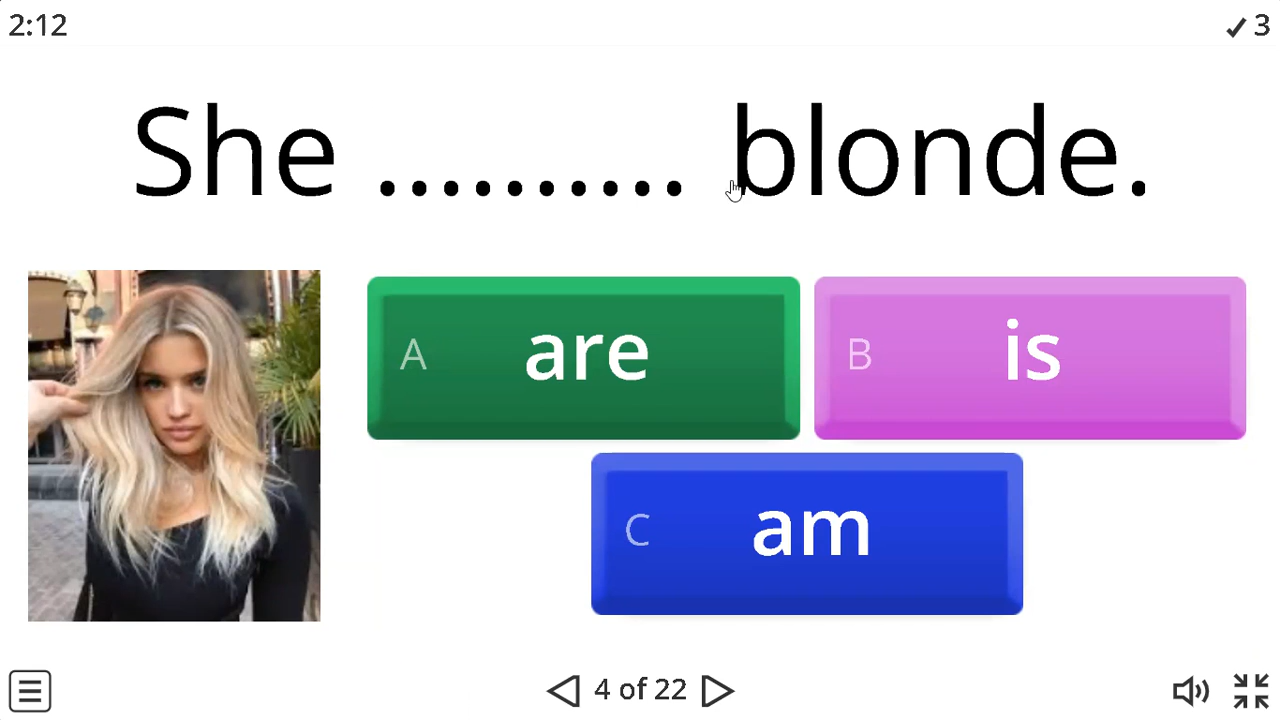 2:12
✓ 3
She .......... blonde.
A are
B is
C am
4 of 22